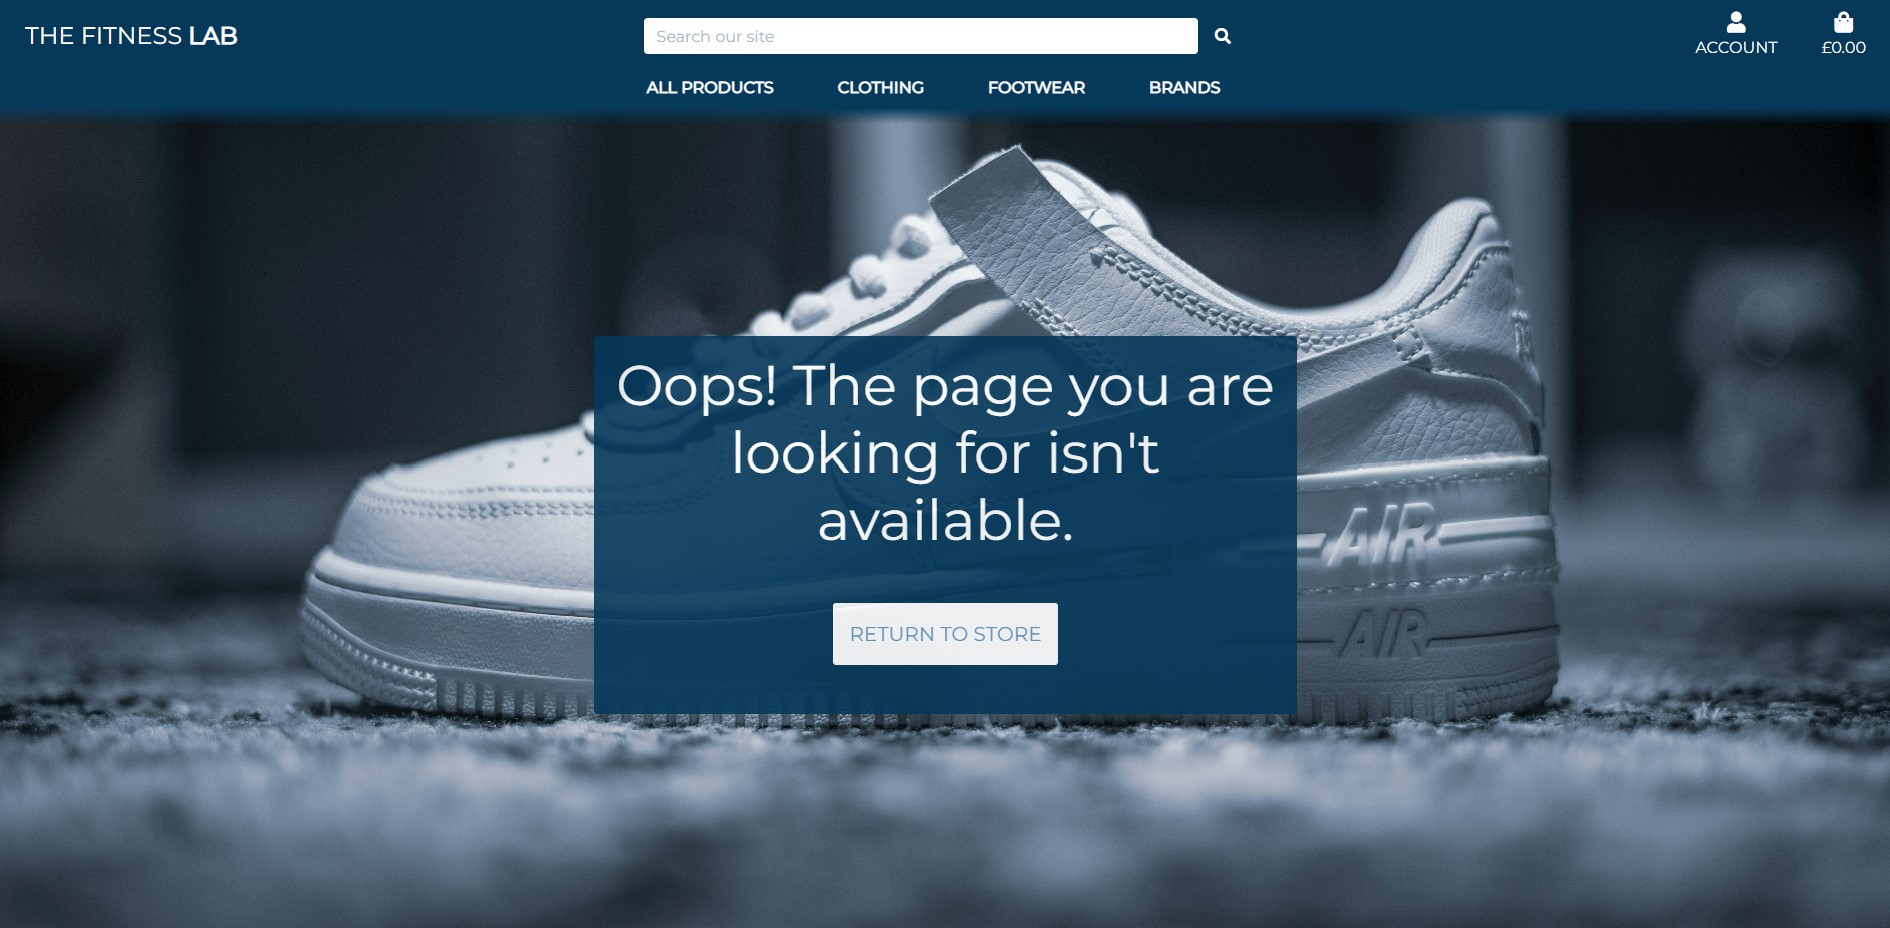 THE FITNESS LAB
Search our site
ACCOUNT
£0.00
ALL PRODUCTS CLOTHING FOOTWEAR BRANDS
Oops! The page you are
looking for isn't
available.
RETURN TO STORE
AIR
AIR